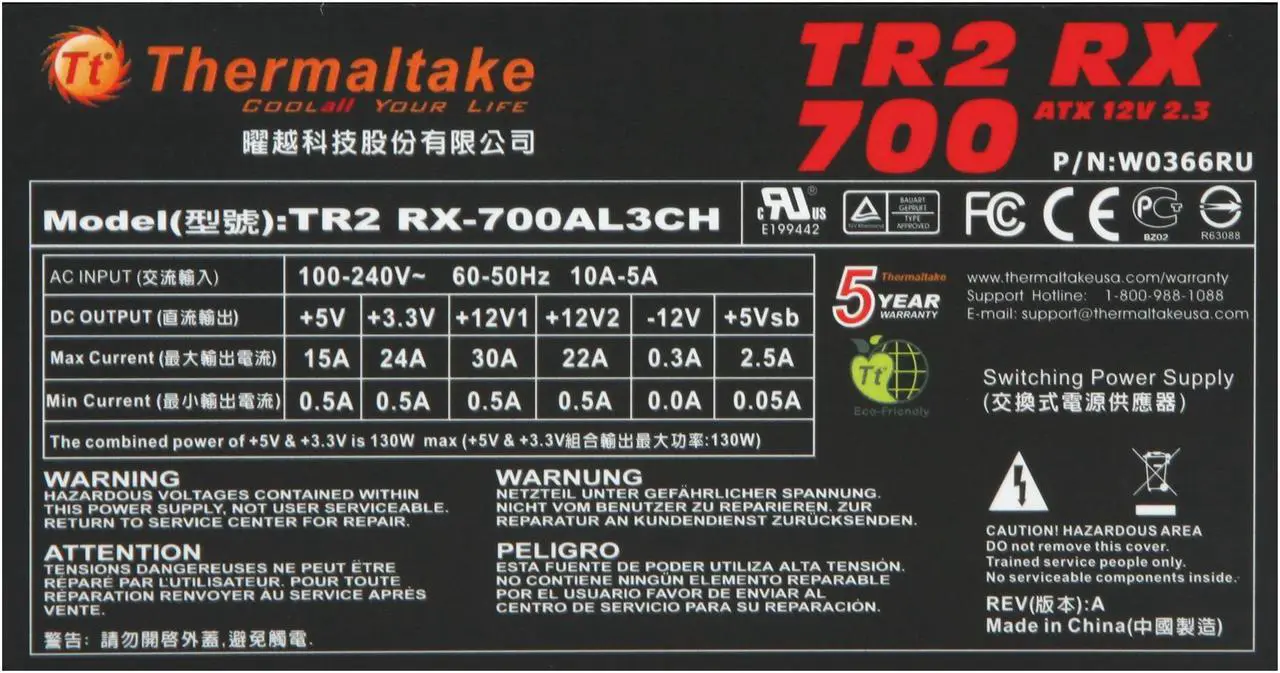 Tt Thermaltake
COOLall YOUR LIFE
曜越科技股份有限公司
TR2 RX
700 ATX 12V 2.3
P/N:W0366RU
Model(型號):TR2 RX-700AL3CH
c RU US
E199442
BAUART
GEPRÜFT
TYPE
APPROVED
FC CE
BZ02
R63088
AC INPUT (交流輸入) 100-240V~ 60-50Hz 10A-5A
DC OUTPUT (直流輸出) +5V +3.3V +12V1 +12V2 -12V +5Vsb
Max Current (最大輸出電流) 15A 24A 30A 22A 0.3A 2.5A
Min Current (最小輸出電流) 0.5A 0.5A 0.5A 0.5A 0.0A 0.05A
The combined power of +5V & +3.3V is 130W max (+5V & +3.3V組合輸出最大功率:130W)
Thermaltake
5 YEAR
WARRANTY
www.thermaltakeusa.com/warranty
Support Hotline: 1-800-988-1088
E-mail: support@thermaltakeusa.com
Tt
Eco-Friendly
Switching Power Supply
(交換式電源供應器)
WARNING
HAZARDOUS VOLTAGES CONTAINED WITHIN
THIS POWER SUPPLY, NOT USER SERVICEABLE.
RETURN TO SERVICE CENTER FOR REPAIR.
WARNUNG
NETZTEIL UNTER GEFÄHRLICHER SPANNUNG.
NICHT VOM BENUTZER ZU REPARIEREN. ZUR
REPARATUR AN KUNDENDIENST ZURÜCKSENDEN.
ATTENTION
TENSIONS DANGEREUSES NE PEUT ÊTRE
RÉPARÉ PAR L'UTILISATEUR. POUR TOUTE
RÉPARATION RENVOYER AU SERVICE APRÈS
VENTE.
PELIGRO
ESTA FUENTE DE PODER UTILIZA ALTA TENSIÓN.
NO CONTIENE NINGÚN ELEMENTO REPARABLE
POR EL USUARIO FAVOR DE ENVIAR AL
CENTRO DE SERVICIO PARA SU REPARACIÓN.
警告: 請勿開啓外蓋,避免觸電.
CAUTION! HAZARDOUS AREA
DO not remove this cover.
Trained service people only.
No serviceable components inside.
REV(版本):A
Made in China(中國製造)